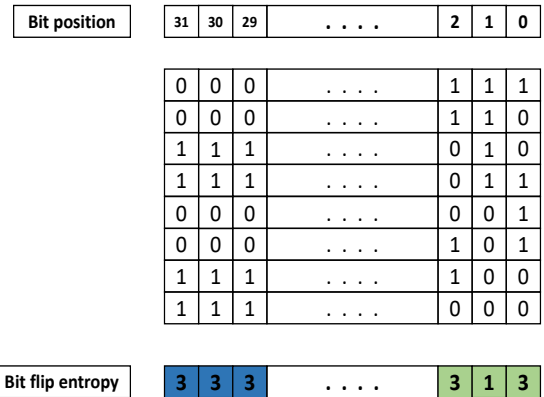 Bit position 31 30 29 . . . . 2 1 0
0 0 0 . . . . 1 1 1
0 0 0 . . . . 1 1 0
1 1 1 . . . . 0 1 0
1 1 1 . . . . 0 1 1
0 0 0 . . . . 0 0 1
0 0 0 . . . . 1 0 1
1 1 1 . . . . 1 0 0
1 1 1 . . . . 0 0 0
Bit flip entropy 3 3 3 . . . . 3 1 3